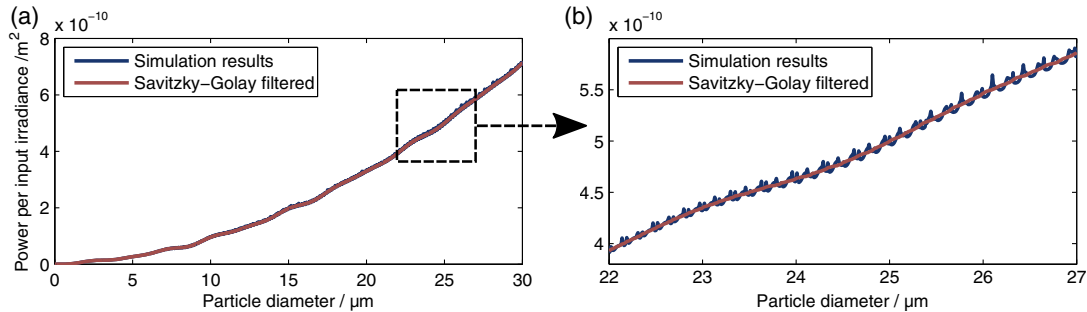 (a)
x 10⁻¹⁰
Power per input irradiance /m²
8
6
4
2
0
Simulation results
Savitzky−Golay filtered
0 5 10 15 20 25 30
Particle diameter / µm
(b)
x 10⁻¹⁰
5.5
5
4.5
4
Simulation results
Savitzky−Golay filtered
22 23 24 25 26 27
Particle diameter / µm